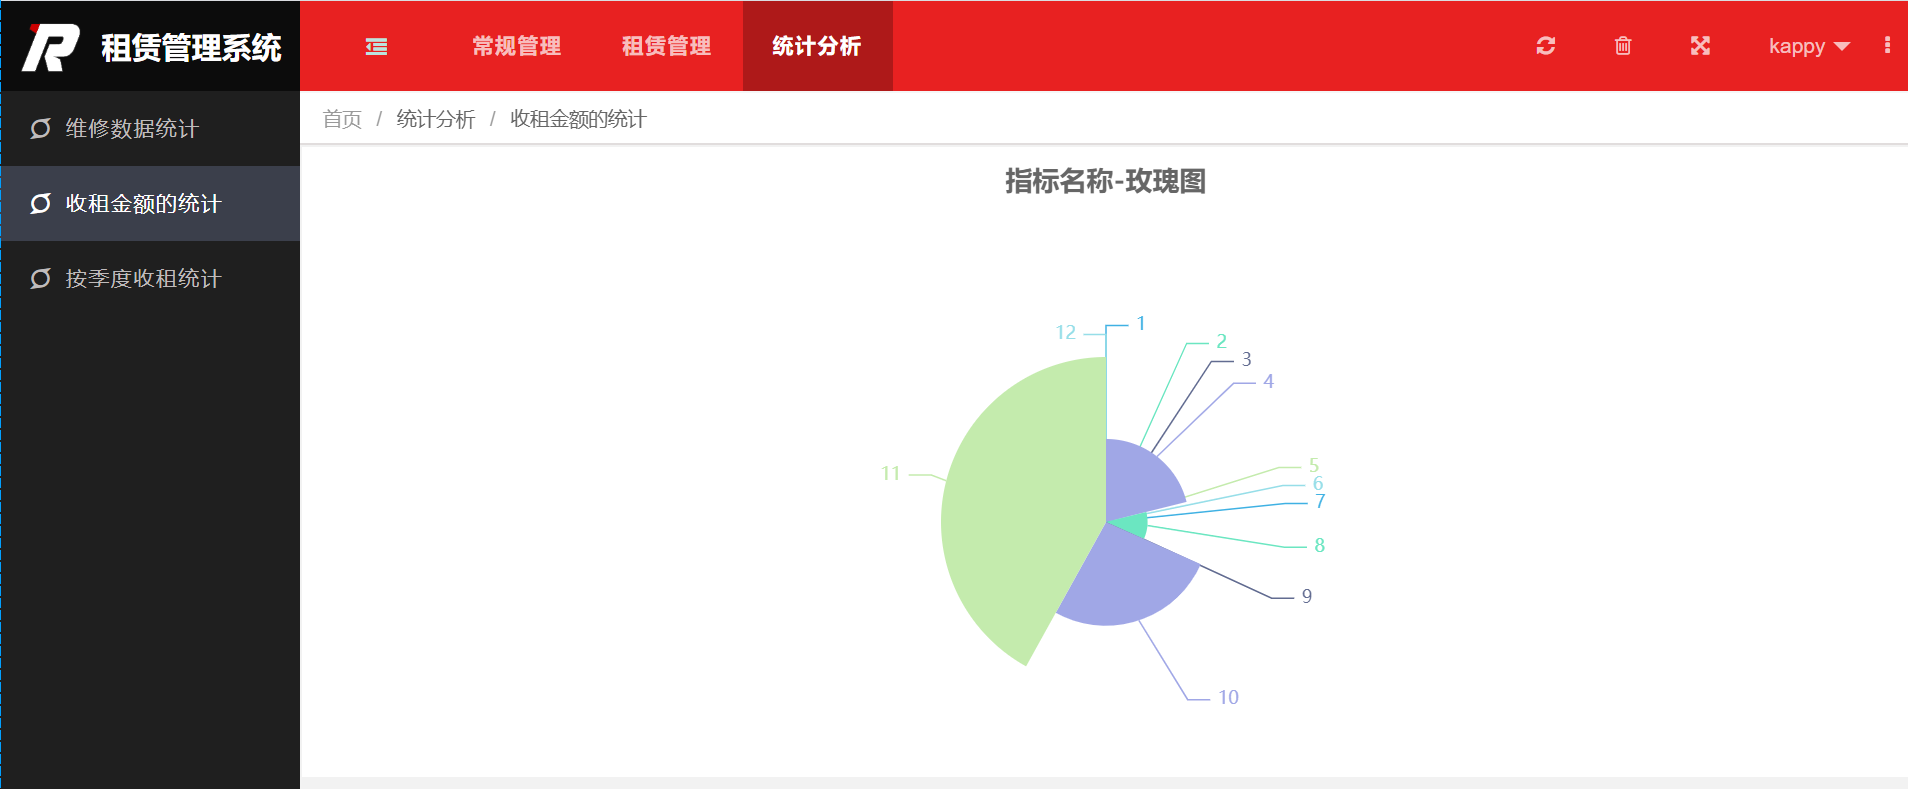 租赁管理系统
常规管理
租赁管理
统计分析
kappy
维修数据统计
收租金额的统计
按季度收租统计
首页 / 统计分析 / 收租金额的统计
指标名称-玫瑰图
1
12
2
3
4
5
11
6
7
8
9
10